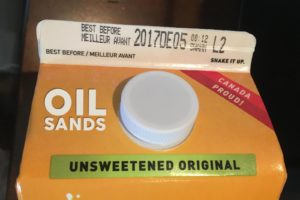 BEST BEFORE
MEILLEUR AVANT 2017DE05 08:12 L2
BEST BEFORE / MEILLEUR AVANT
SHAKE IT UP.
CANADA
PROUD!
OIL
SANDS
UNSWEETENED ORIGINAL